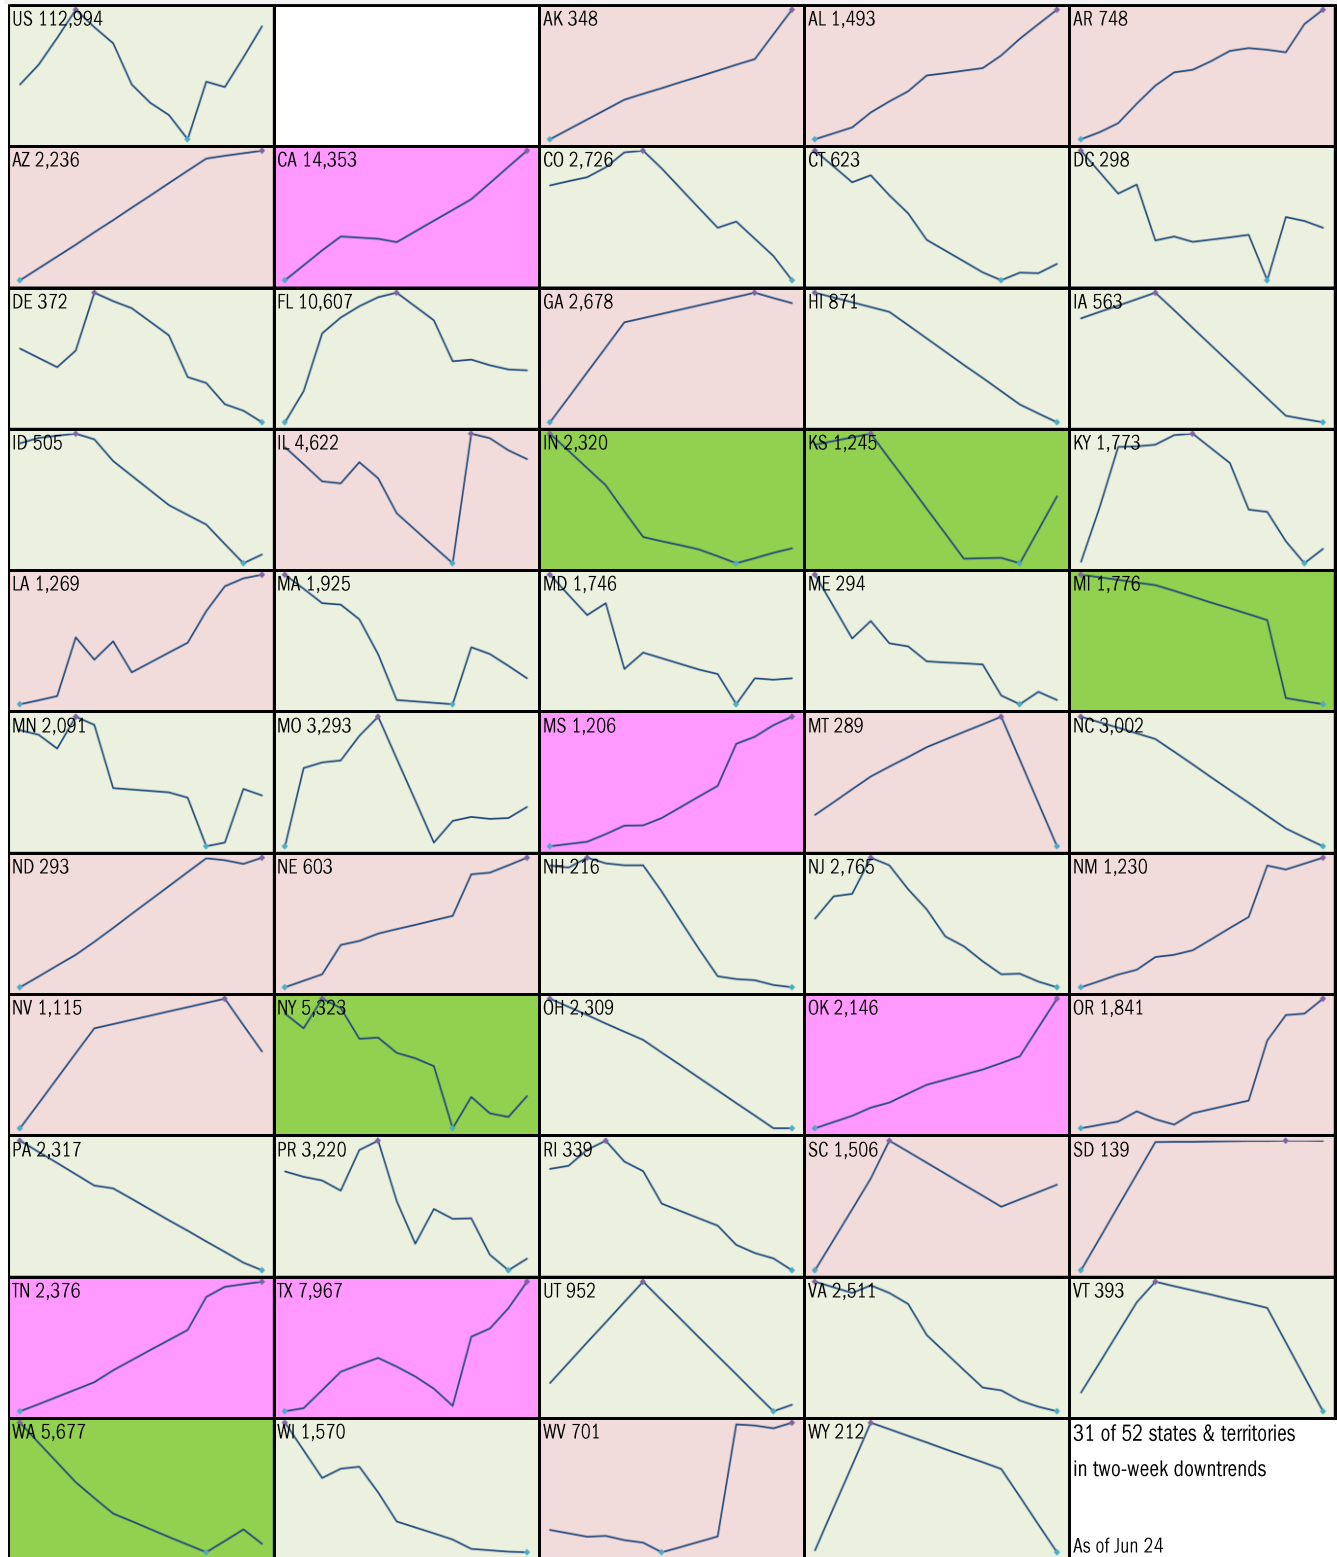 US 112,994
AK 348
AL 1,493
AR 748
AZ 2,236
CA 14,353
CO 2,726
CT 623
DC 298
DE 372
FL 10,607
GA 2,678
HI 871
IA 563
ID 505
IL 4,622
IN 2,320
KS 1,245
KY 1,773
LA 1,269
MA 1,925
MD 1,746
ME 294
MI 1,776
MN 2,091
MO 3,293
MS 1,206
MT 289
NC 3,002
ND 293
NE 603
NH 216
NJ 2,765
NM 1,230
NV 1,115
NY 5,323
OH 2,309
OK 2,146
OR 1,841
PA 2,317
PR 3,220
RI 339
SC 1,506
SD 139
TN 2,376
TX 7,967
UT 952
VA 2,511
VT 393
WA 5,677
WI 1,570
WV 701
WY 212
31 of 52 states & territories
in two-week downtrends
As of Jun 24